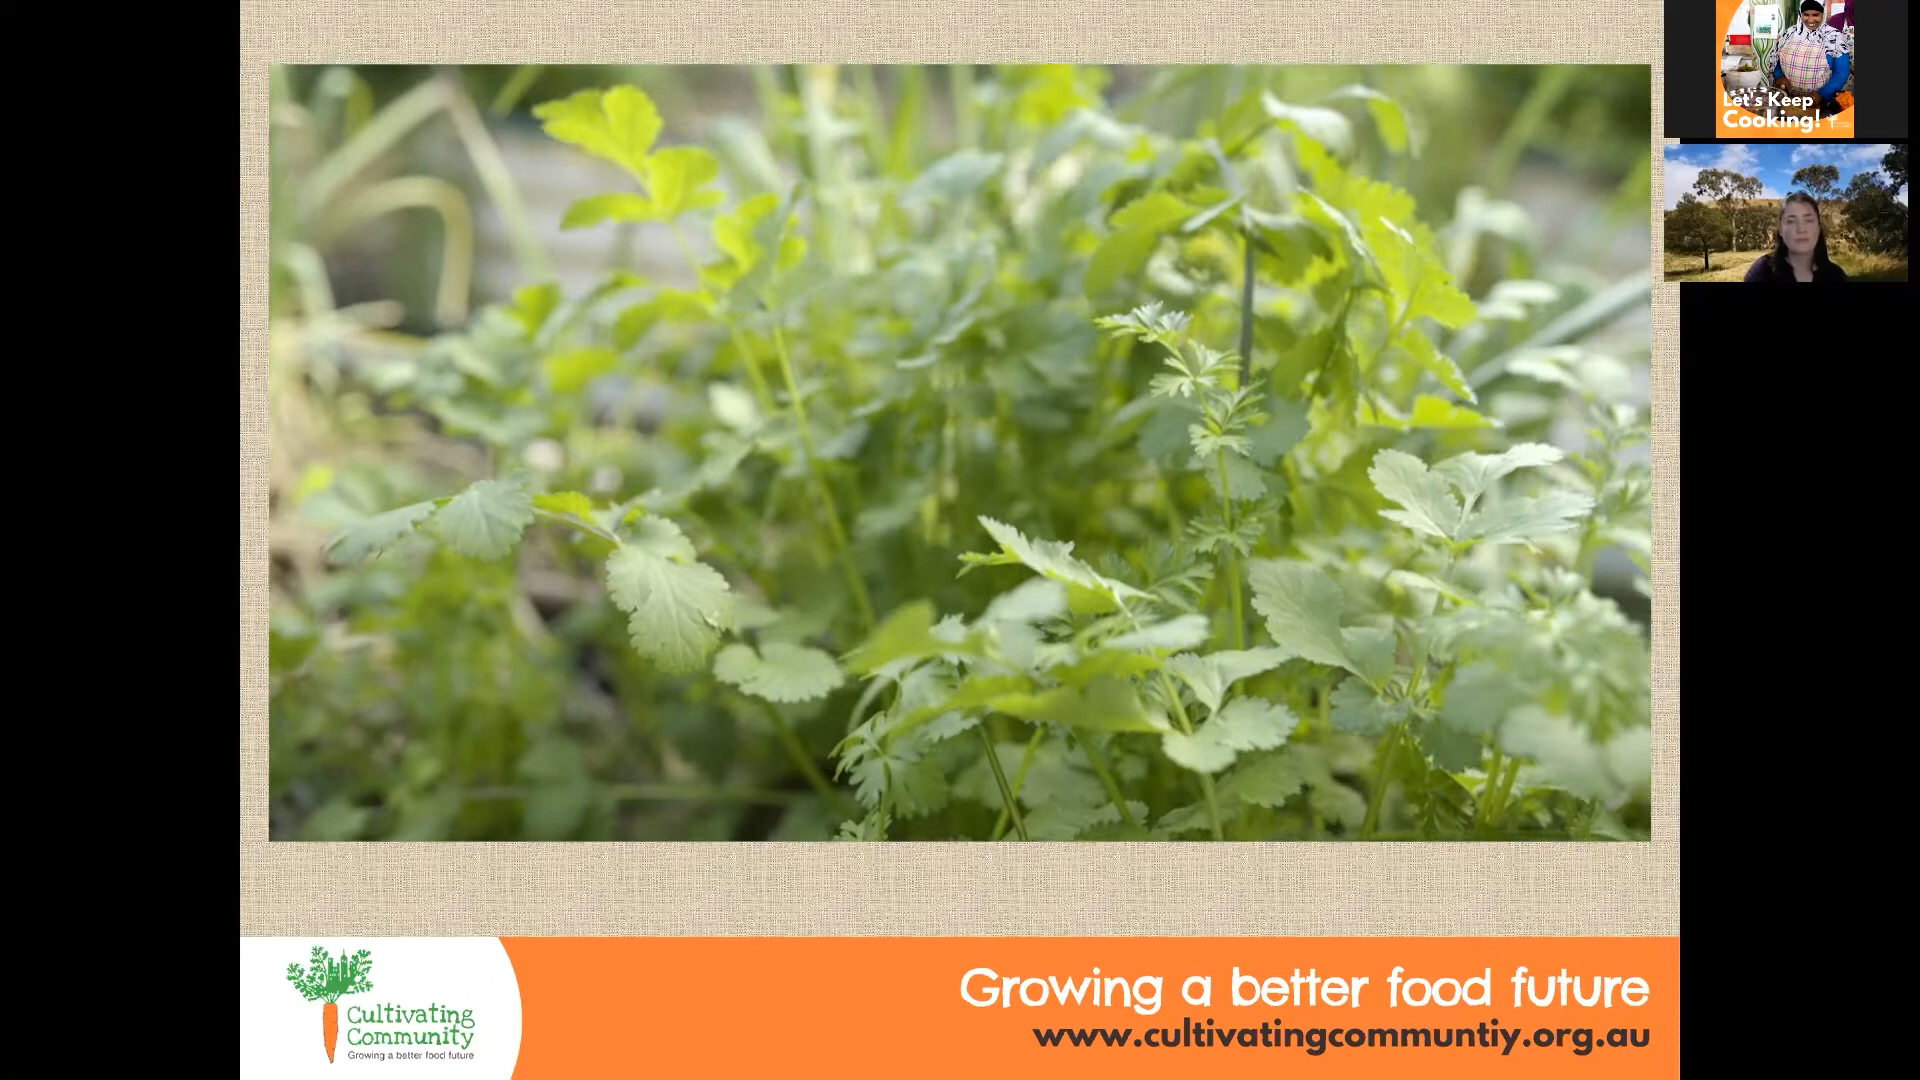 Let's Keep
Cooking!
Cultivating
Community
Growing a better food future
Growing a better food future
www.cultivatingcommuntiy.org.au